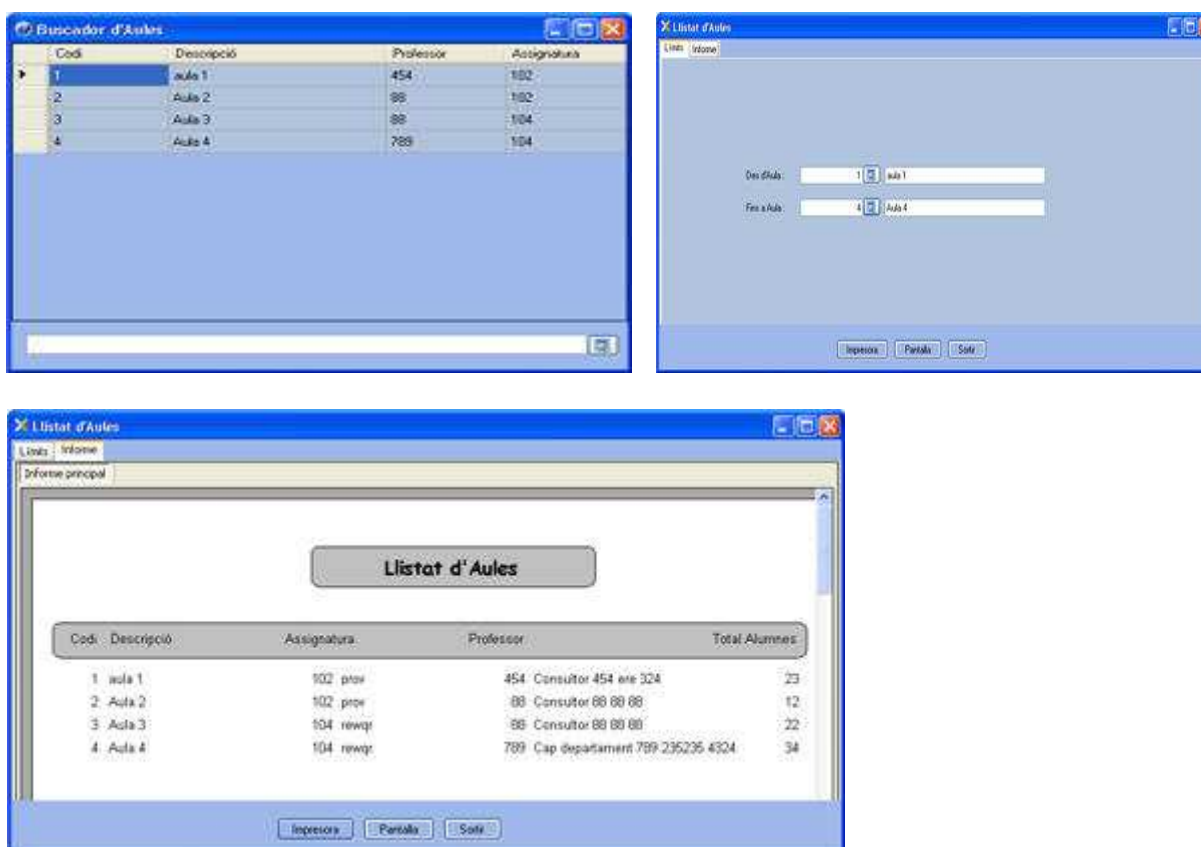 Buscador d'Aules
Codi Descripció Professor Assignatura
1 aula 1 454 102
2 Aula 2 88 102
3 Aula 3 88 104
4 Aula 4 789 104
Llistat d'Aules
Límits Informe
Des d'Aula: 1 aula 1
Fins a Aula: 4 Aula 4
Impresora Pantalla Sortir
Llistat d'Aules
Límits Informe
Informe principal
Llistat d'Aules
Codi Descripció Assignatura Professor Total Alumnes
1 aula 1 102 prov 454 Consultor 454 ere 324 23
2 Aula 2 102 prov 88 Consultor 88 88 88 12
3 Aula 3 104 rewqr 88 Consultor 88 88 88 22
4 Aula 4 104 rewqr 789 Cap departament 789 235235 4324 34
Impresora Pantalla Sortir